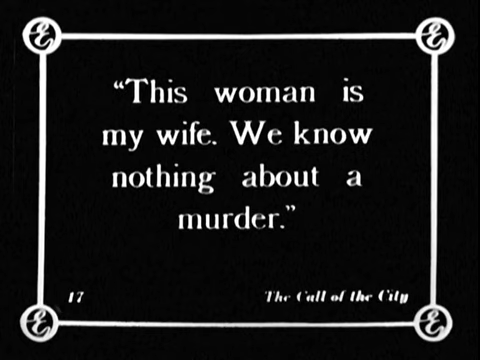 E E
“This woman is
my wife. We know
nothing about a
murder.”
17 The Call of the City
E E